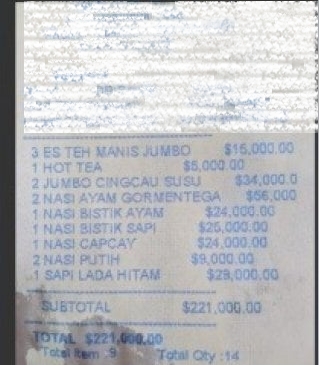 3 ES TEH MANIS JUMBO $15,000.00
1 HOT TEA $5,000.00
2 JUMBO CINGCAU SUSU $34,000.0
2 NASI AYAM GORMENTEGA $56,000
1 NASI BISTIK AYAM $24,000.00
1 NASI BISTIK SAPI $25,000.00
1 NASI CAPCAY $24,000.00
2 NASI PUTIH $9,000.00
1 SAPI LADA HITAM $29,000.00
SUBTOTAL $221,000.00
TOTAL $221,000.00
Total Item :9 Total Qty :14